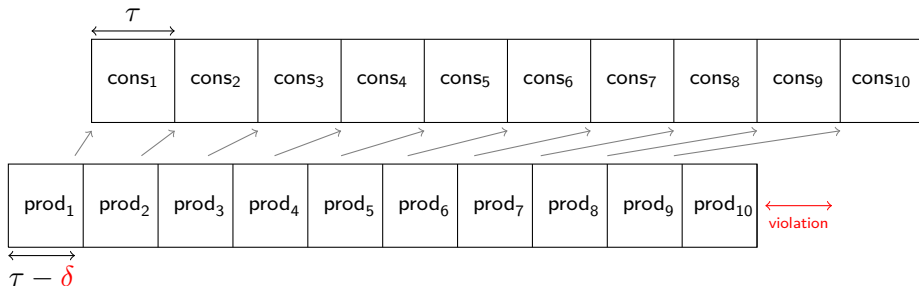 τ
cons₁ cons₂ cons₃ cons₄ cons₅ cons₆ cons₇ cons₈ cons₉ cons₁₀
prod₁ prod₂ prod₃ prod₄ prod₅ prod₆ prod₇ prod₈ prod₉ prod₁₀
violation
τ − δ